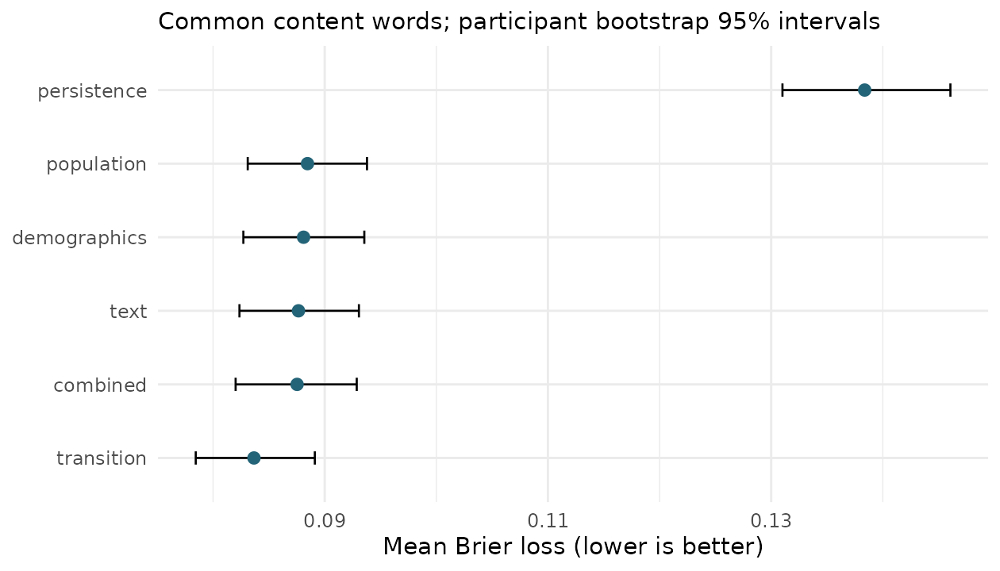 Common content words; participant bootstrap 95% intervals
persistence
population
demographics
text
combined
transition
0.09 0.11 0.13
Mean Brier loss (lower is better)